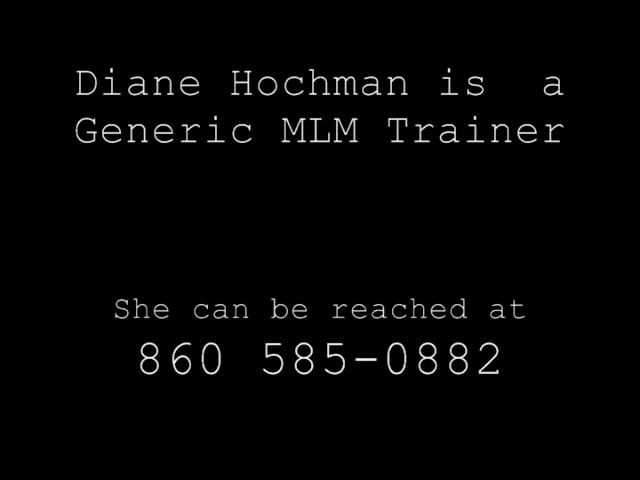 Diane Hochman is  a
Generic MLM Trainer
She can be reached at
860 585-0882